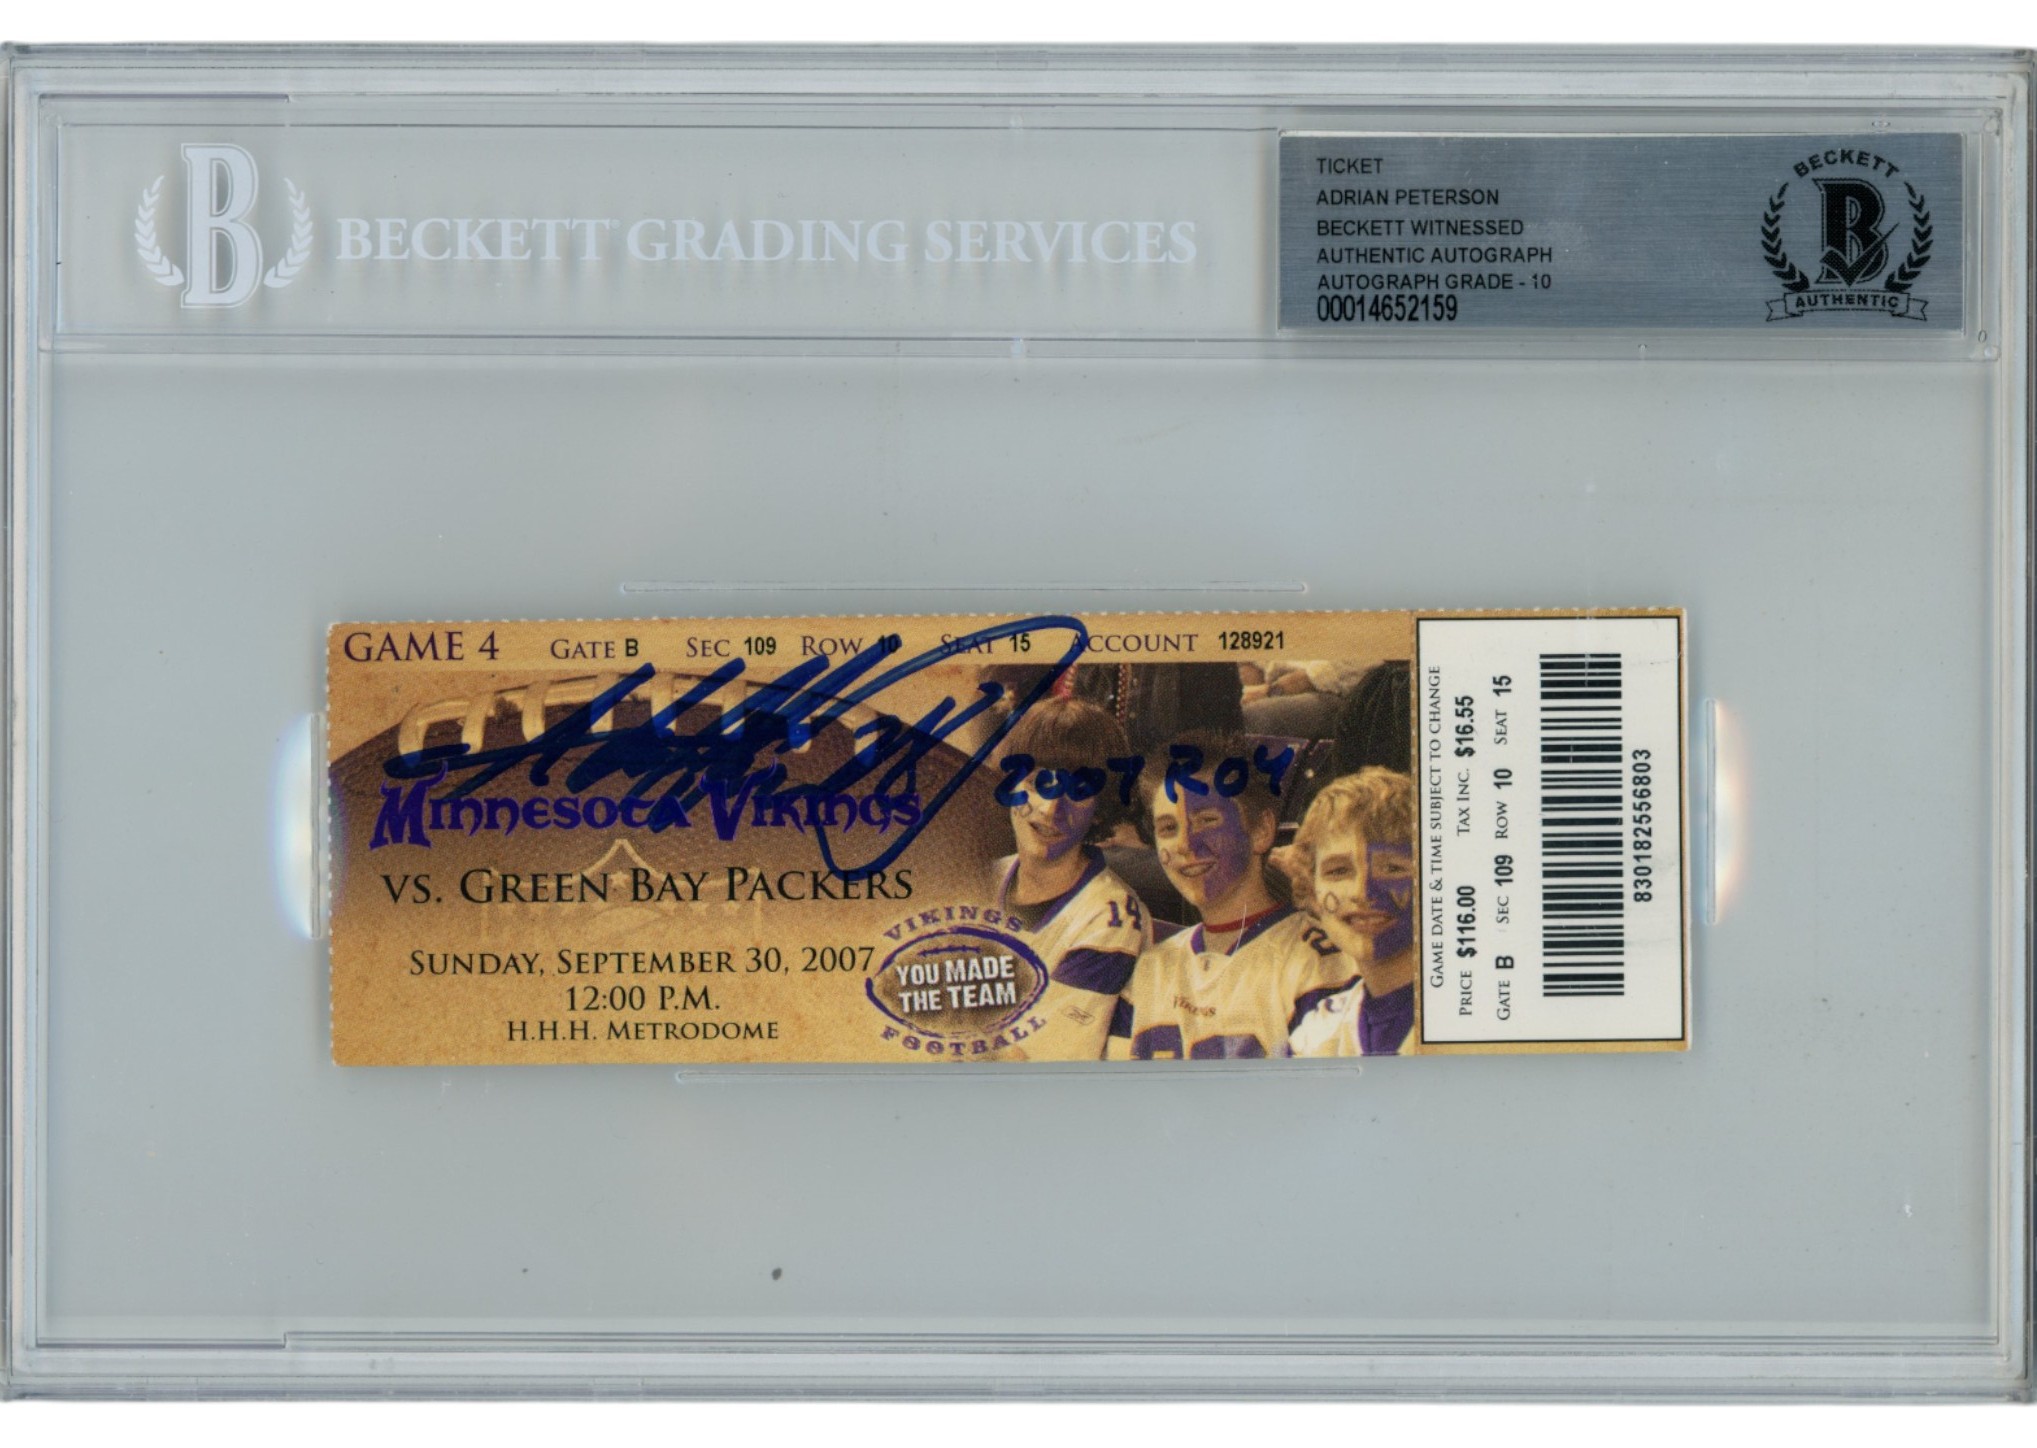 BECKETT GRADING SERVICES
TICKET
ADRIAN PETERSON
BECKETT WITNESSED
AUTHENTIC AUTOGRAPH
AUTOGRAPH GRADE - 10
00014652159
BECKETT
B
AUTHENTIC
GAME 4 GATE B SEC 109 ROW 10 SEAT 15 ACCOUNT 128921
2007 ROY
MINNESOTA VIKINGS
VS. GREEN BAY PACKERS
SUNDAY, SEPTEMBER 30, 2007
12:00 P.M.
H.H.H. METRODOME
VIKINGS
YOU MADE
THE TEAM
FOOTBALL
14
VIKINGS
GAME DATE & TIME SUBJECT TO CHANGE
PRICE $116.00 TAX INC. $16.55
GATE B SEC 109 ROW 10 SEAT 15
830182556803